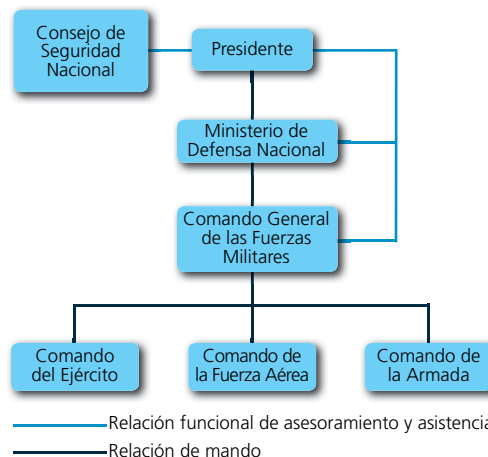 Consejo de
Seguridad
Nacional
Presidente
Ministerio de
Defensa Nacional
Comando General
de las Fuerzas
Militares
Comando
del Ejército
Comando de
la Fuerza Aérea
Comando de
la Armada
Relación funcional de asesoramiento y asistencia
Relación de mando